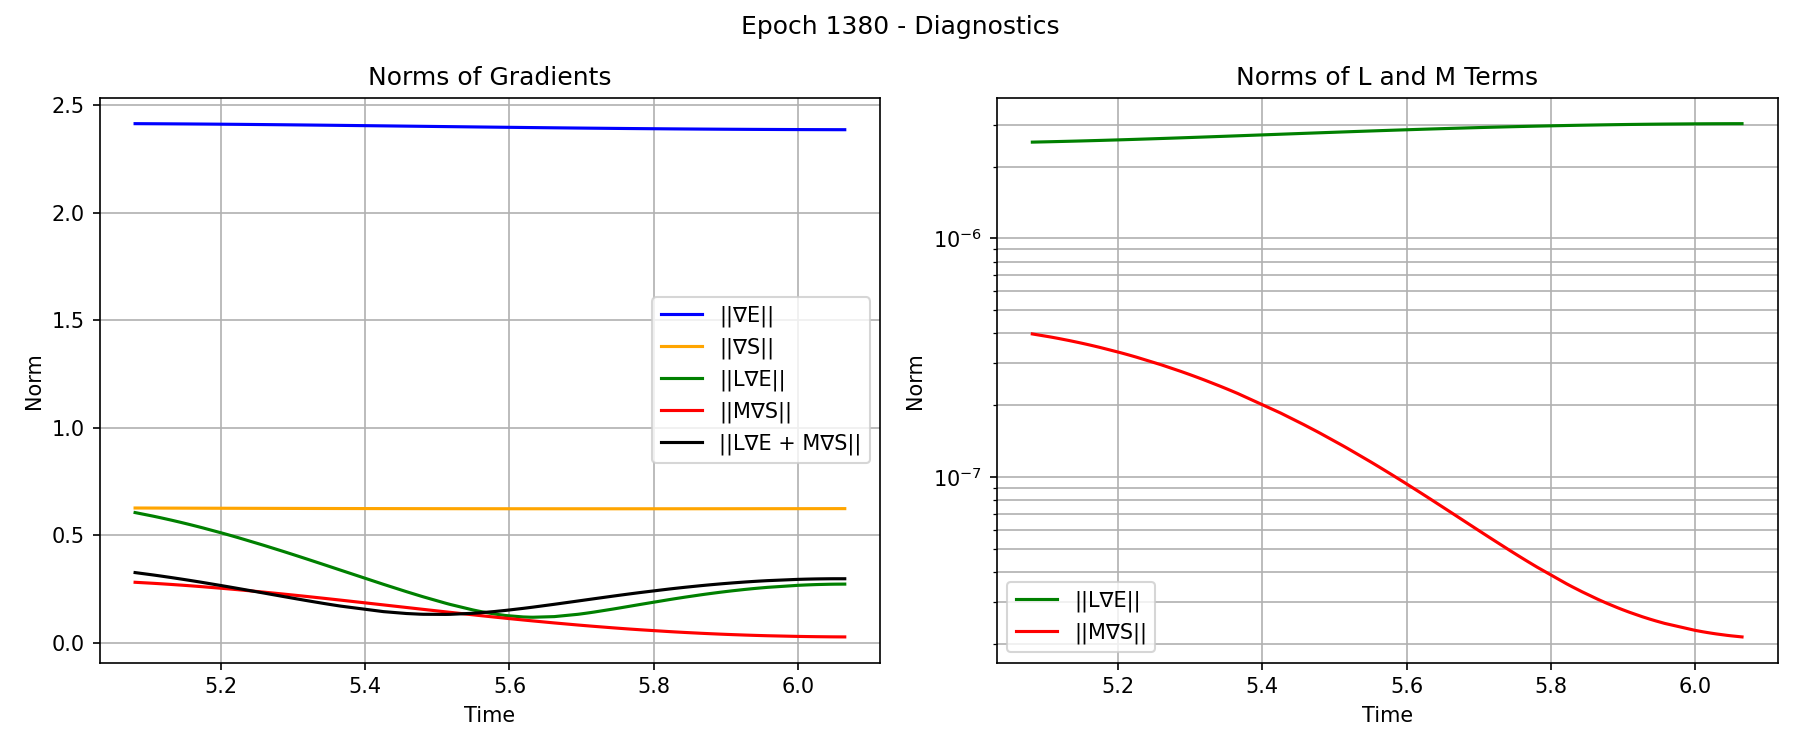 Epoch 1380 - Diagnostics
Norms of Gradients
2.5
2.0
1.5
1.0
0.5
0.0
Norm
5.2
5.4
5.6
5.8
6.0
Time
||∇E||
||∇S||
||L∇E||
||M∇S||
||L∇E + M∇S||
Norms of L and M Terms
10⁻⁶
10⁻⁷
Norm
5.2
5.4
5.6
5.8
6.0
Time
||L∇E||
||M∇S||